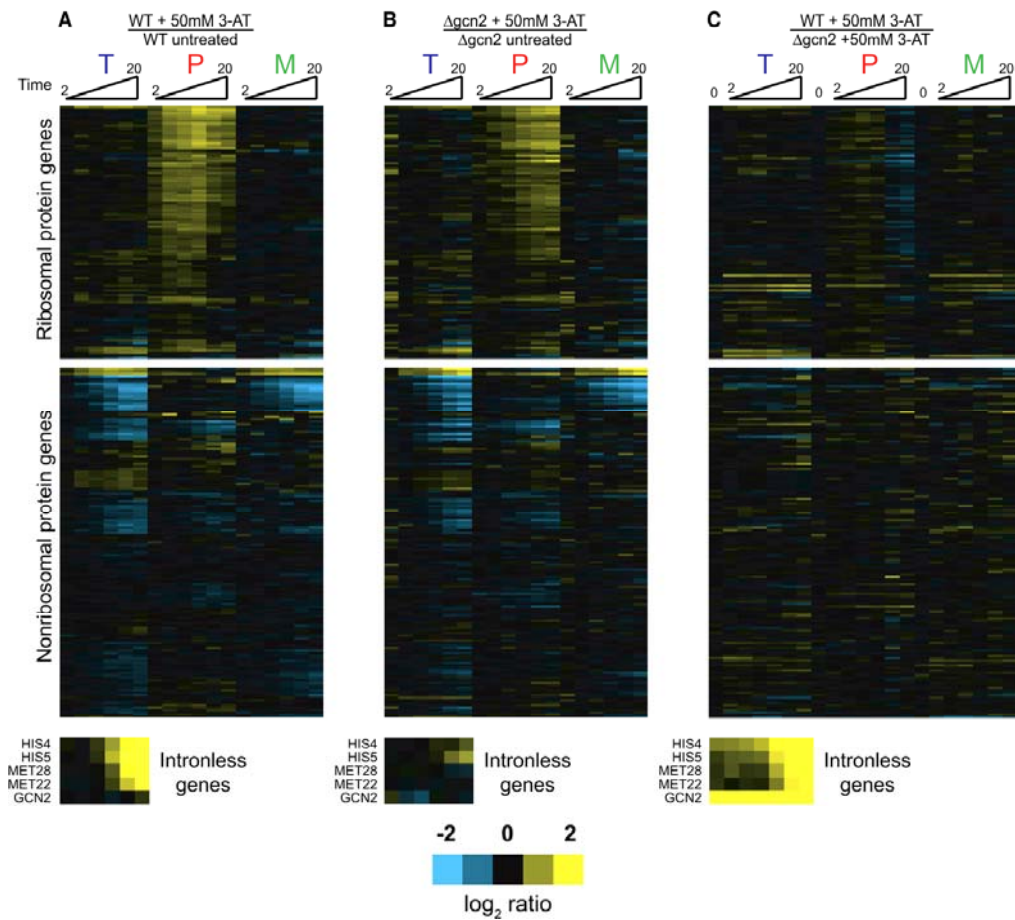 A
WT + 50mM 3-AT
WT untreated
B
Δgcn2 + 50mM 3-AT
Δgcn2 untreated
C
WT + 50mM 3-AT
Δgcn2 +50mM 3-AT
T P M
T P M
T P M
Time 2 20 2 20 2 20
2 20 2 20 2 20
0 2 20 0 2 20 0 2 20
Ribosomal protein genes
Nonribosomal protein genes
HIS4
HIS5
MET28
MET22
GCN2
Intronless
genes
HIS4
HIS5
MET28
MET22
GCN2
Intronless
genes
HIS4
HIS5
MET28
MET22
GCN2
Intronless
genes
-2 0 2
log2 ratio